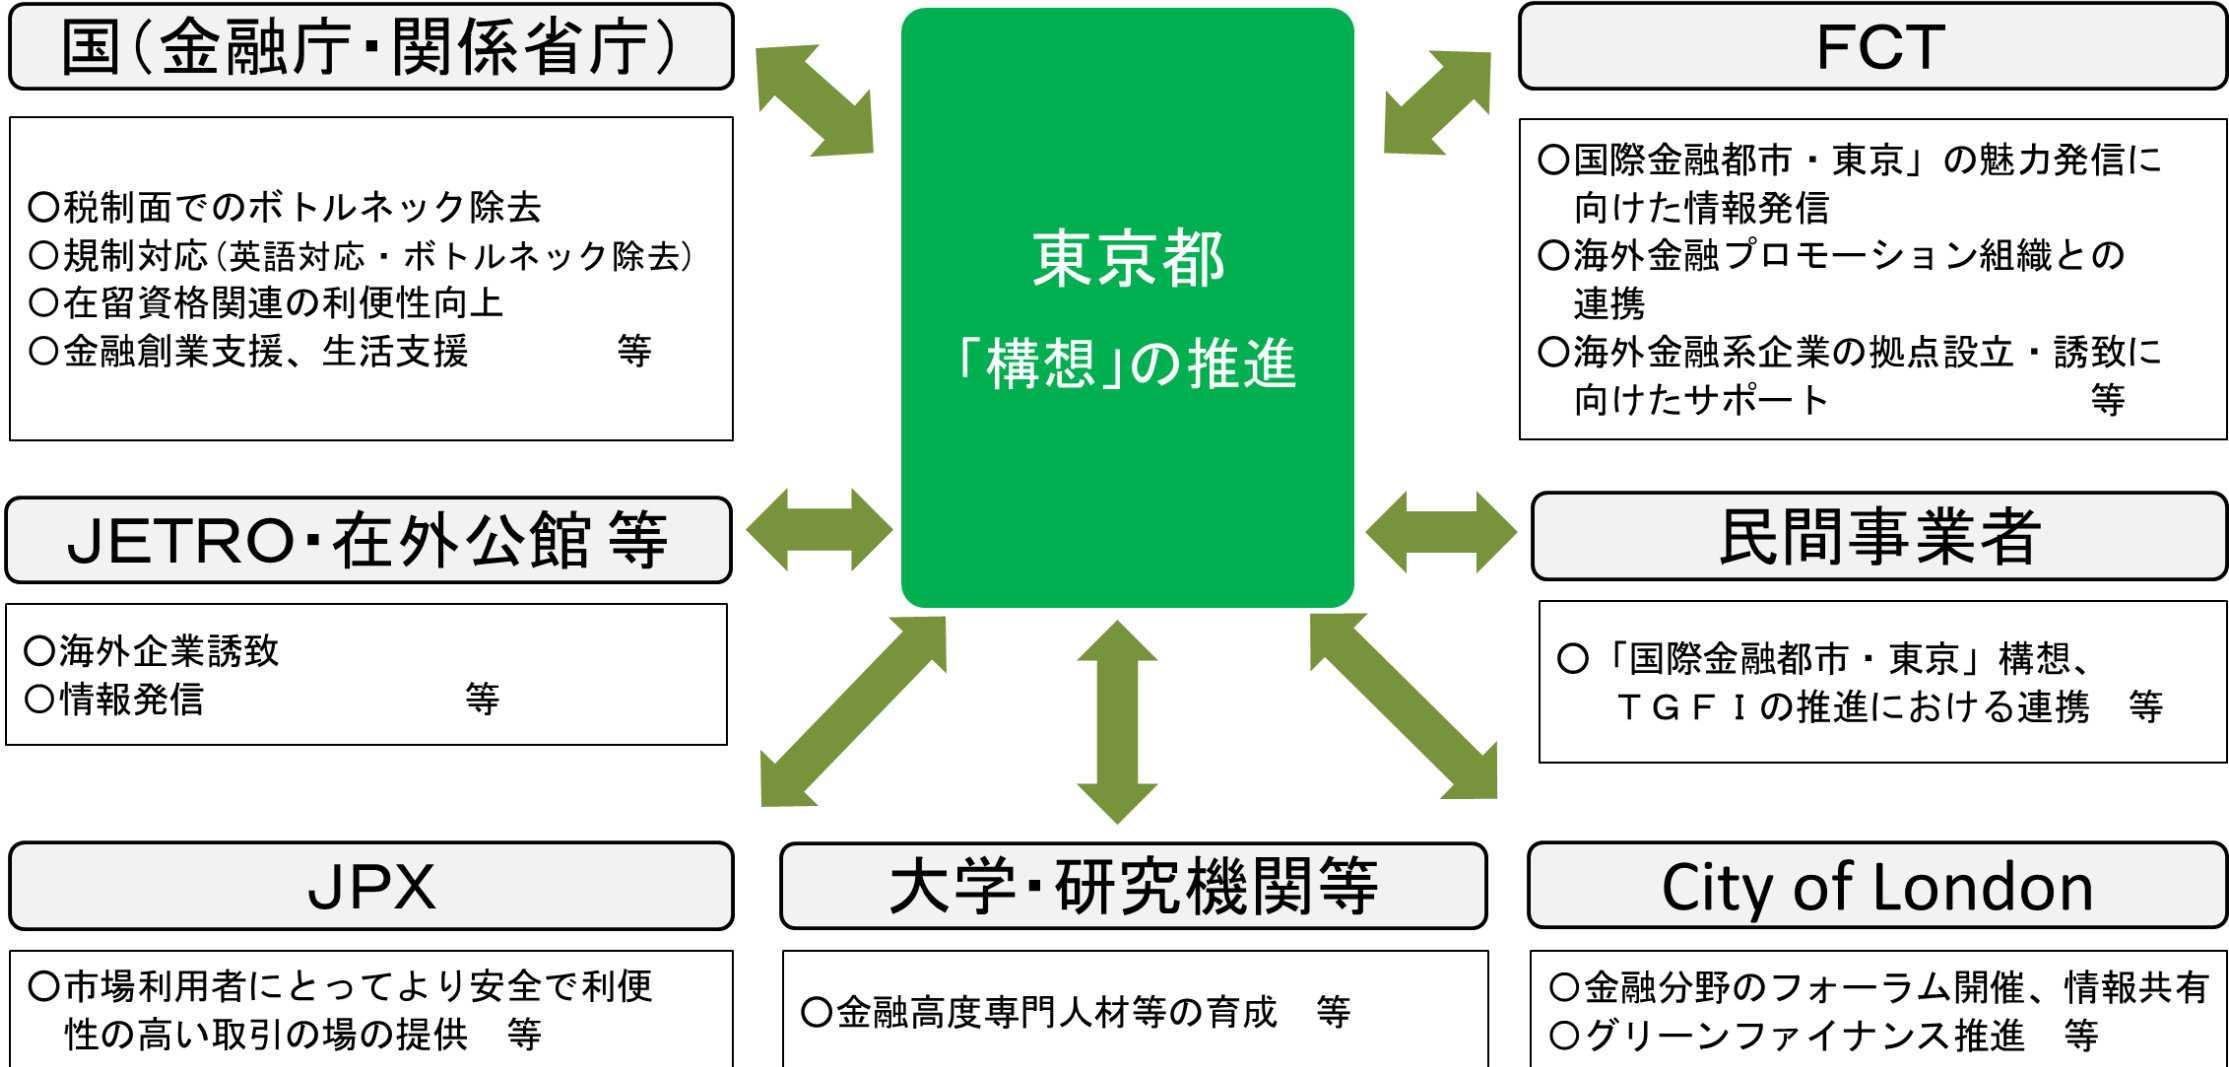 国（金融庁・関係省庁）
〇税制面でのボトルネック除去
〇規制対応（英語対応・ボトルネック除去）
〇在留資格関連の利便性向上
〇金融創業支援、生活支援　　　　等
東京都
「構想」の推進
FCT
〇国際金融都市・東京」の魅力発信に
向けた情報発信
〇海外金融プロモーション組織との
連携
〇海外金融系企業の拠点設立・誘致に
向けたサポート　　　　　　　等
JETRO・在外公館 等
〇海外企業誘致
〇情報発信　　　　　　　等
民間事業者
〇「国際金融都市・東京」構想、
ＴＧＦＩの推進における連携　等
JPX
〇市場利用者にとってより安全で利便
性の高い取引の場の提供　等
大学・研究機関等
〇金融高度専門人材等の育成　等
City of London
〇金融分野のフォーラム開催、情報共有
〇グリーンファイナンス推進　等